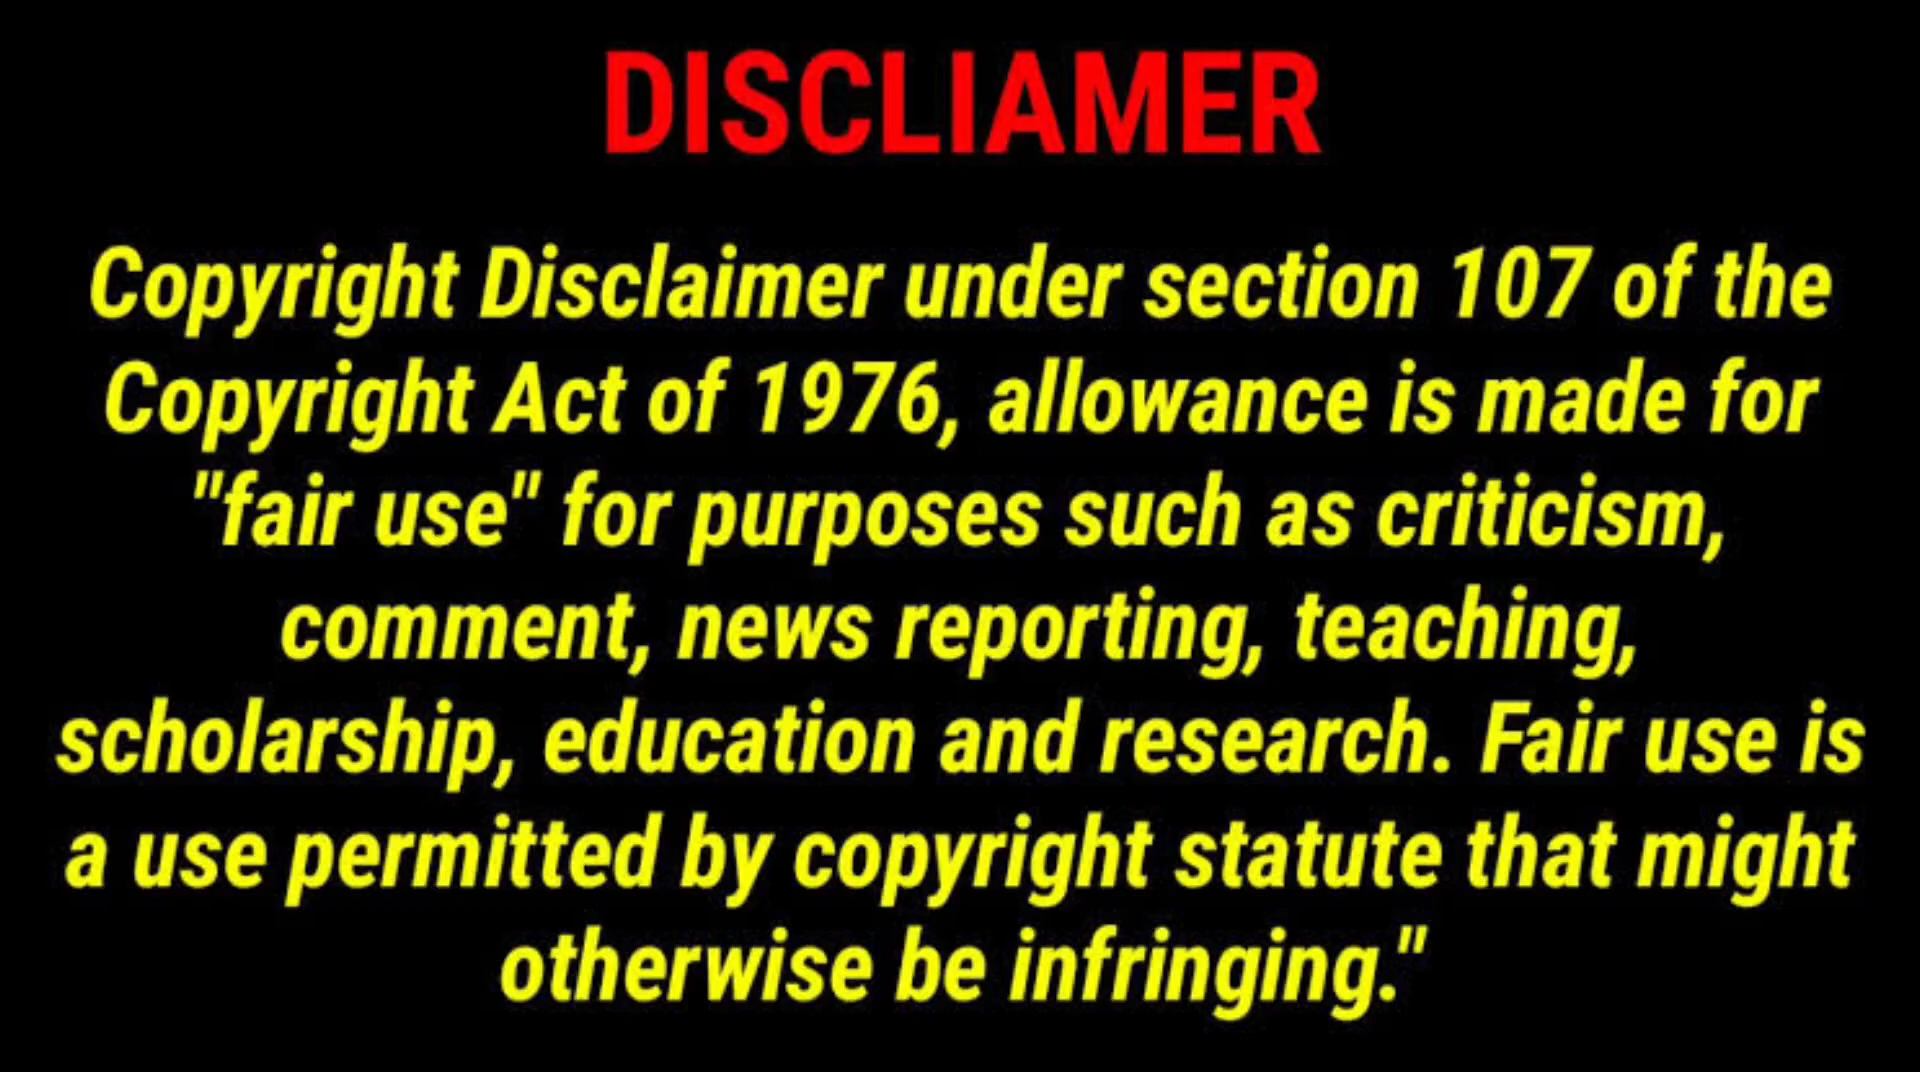 DISCLIAMER
Copyright Disclaimer under section 107 of the
Copyright Act of 1976, allowance is made for
"fair use" for purposes such as criticism,
comment, news reporting, teaching,
scholarship, education and research. Fair use is
a use permitted by copyright statute that might
otherwise be infringing."